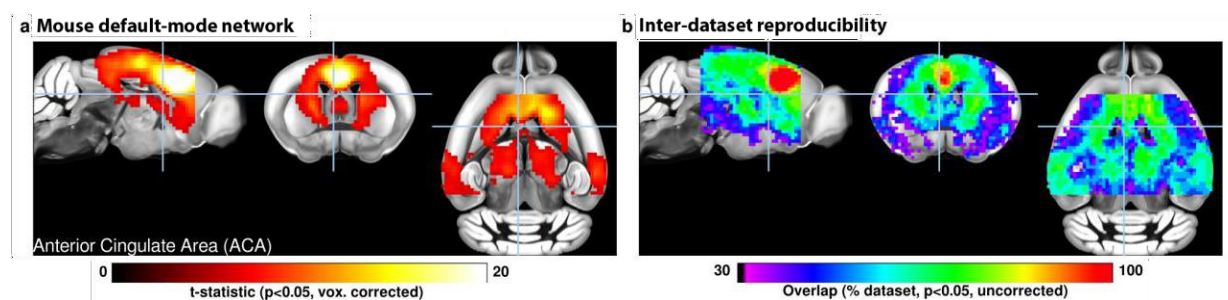 a Mouse default-mode network
Anterior Cingulate Area (ACA)
0 20
t-statistic (p<0.05, vox. corrected)
b Inter-dataset reproducibility
30 100
Overlap (% dataset, p<0.05, uncorrected)